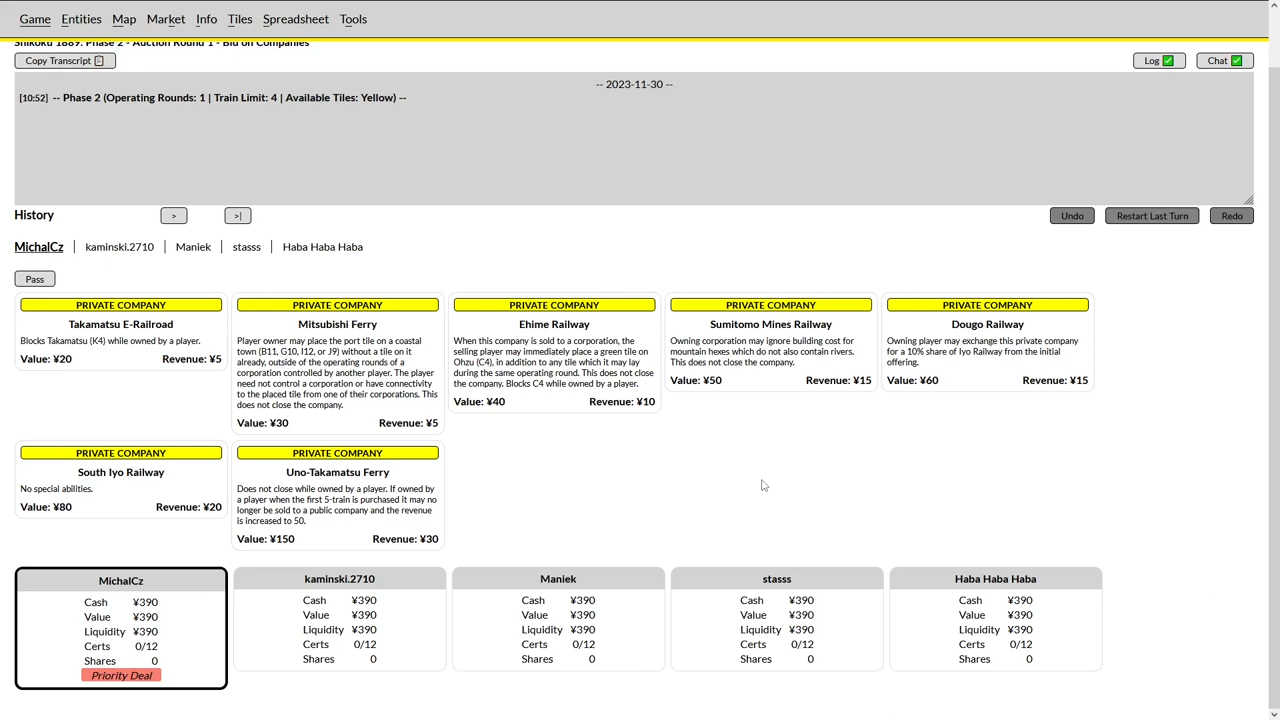 Game Entities Map Market Info Tiles Spreadsheet Tools
Shikoku 1889: Phase 2 - Auction Round 1 - Bid on Companies
Copy Transcript Log Chat
-- 2023-11-30 --
[10:52] -- Phase 2 (Operating Rounds: 1 | Train Limit: 4 | Available Tiles: Yellow) --
History > >| Undo Restart Last Turn Redo
MichalCz kaminski.2710 Maniek stasss Haba Haba Haba
Pass
PRIVATE COMPANY
Takamatsu E-Railroad
Blocks Takamatsu (K4) while owned by a player.
Value: ¥20 Revenue: ¥5
PRIVATE COMPANY
Mitsubishi Ferry
Player owner may place the port tile on a coastal
town (B11, G10, I12, or J9) without a tile on it
already, outside of the operating rounds of a
corporation controlled by another player. The player
need not control a corporation or have connectivity
to the placed tile from one of their corporations. This
does not close the company.
Value: ¥30 Revenue: ¥5
PRIVATE COMPANY
Ehime Railway
When this company is sold to a corporation, the
selling player may immediately place a green tile on
Ohzu (C4), in addition to any tile which it may lay
during the same operating round. This does not close
the company. Blocks C4 while owned by a player.
Value: ¥40 Revenue: ¥10
PRIVATE COMPANY
Sumitomo Mines Railway
Owning corporation may ignore building cost for
mountain hexes which do not also contain rivers.
This does not close the company.
Value: ¥50 Revenue: ¥15
PRIVATE COMPANY
Dougo Railway
Owning player may exchange this private company
for a 10% share of Iyo Railway from the initial
offering.
Value: ¥60 Revenue: ¥15
PRIVATE COMPANY
South Iyo Railway
No special abilities.
Value: ¥80 Revenue: ¥20
PRIVATE COMPANY
Uno-Takamatsu Ferry
Does not close while owned by a player. If owned by
a player when the first 5-train is purchased it may no
longer be sold to a public company and the revenue
is increased to 50.
Value: ¥150 Revenue: ¥30
MichalCz
Cash ¥390
Value ¥390
Liquidity ¥390
Certs 0/12
Shares 0
Priority Deal
kaminski.2710
Cash ¥390
Value ¥390
Liquidity ¥390
Certs 0/12
Shares 0
Maniek
Cash ¥390
Value ¥390
Liquidity ¥390
Certs 0/12
Shares 0
stasss
Cash ¥390
Value ¥390
Liquidity ¥390
Certs 0/12
Shares 0
Haba Haba Haba
Cash ¥390
Value ¥390
Liquidity ¥390
Certs 0/12
Shares 0